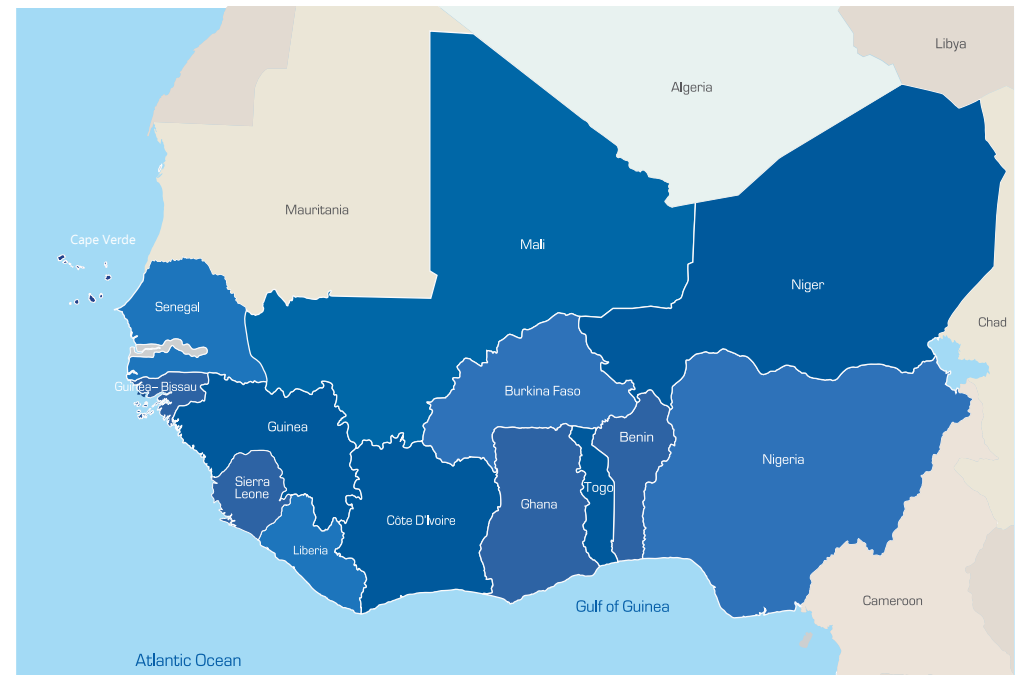 Libya
Algeria
Mauritania
Cape Verde
Mali
Niger
Senegal
Chad
Guinea– Bissau
Burkina Faso
Guinea
Benin
Nigeria
Sierra
Leone
Togo
Ghana
Côte D'Ivoire
Liberia
Cameroon
Gulf of Guinea
Atlantic Ocean